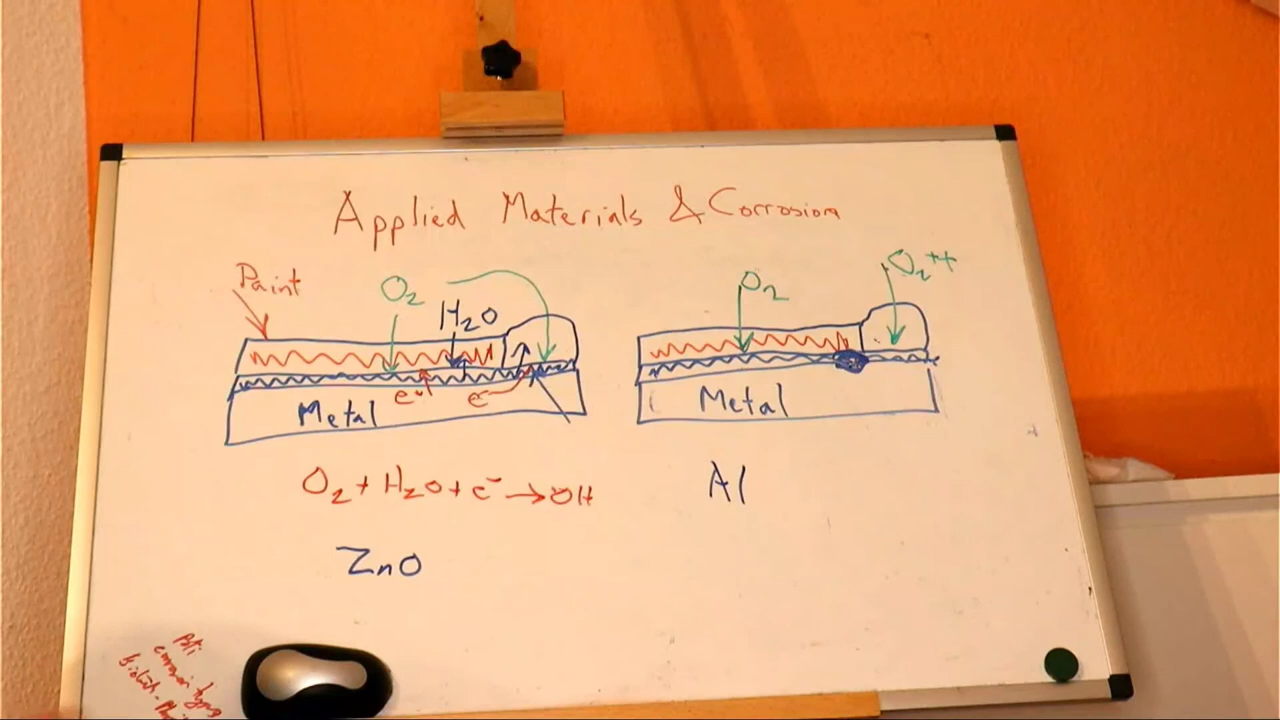 Applied Materials & Corrosion
Paint
O₂
H₂O
O₂
O₂ ++
e⁻
e⁻
Metal
Metal
O₂ + H₂O + e⁻ → OH
Al
ZnO